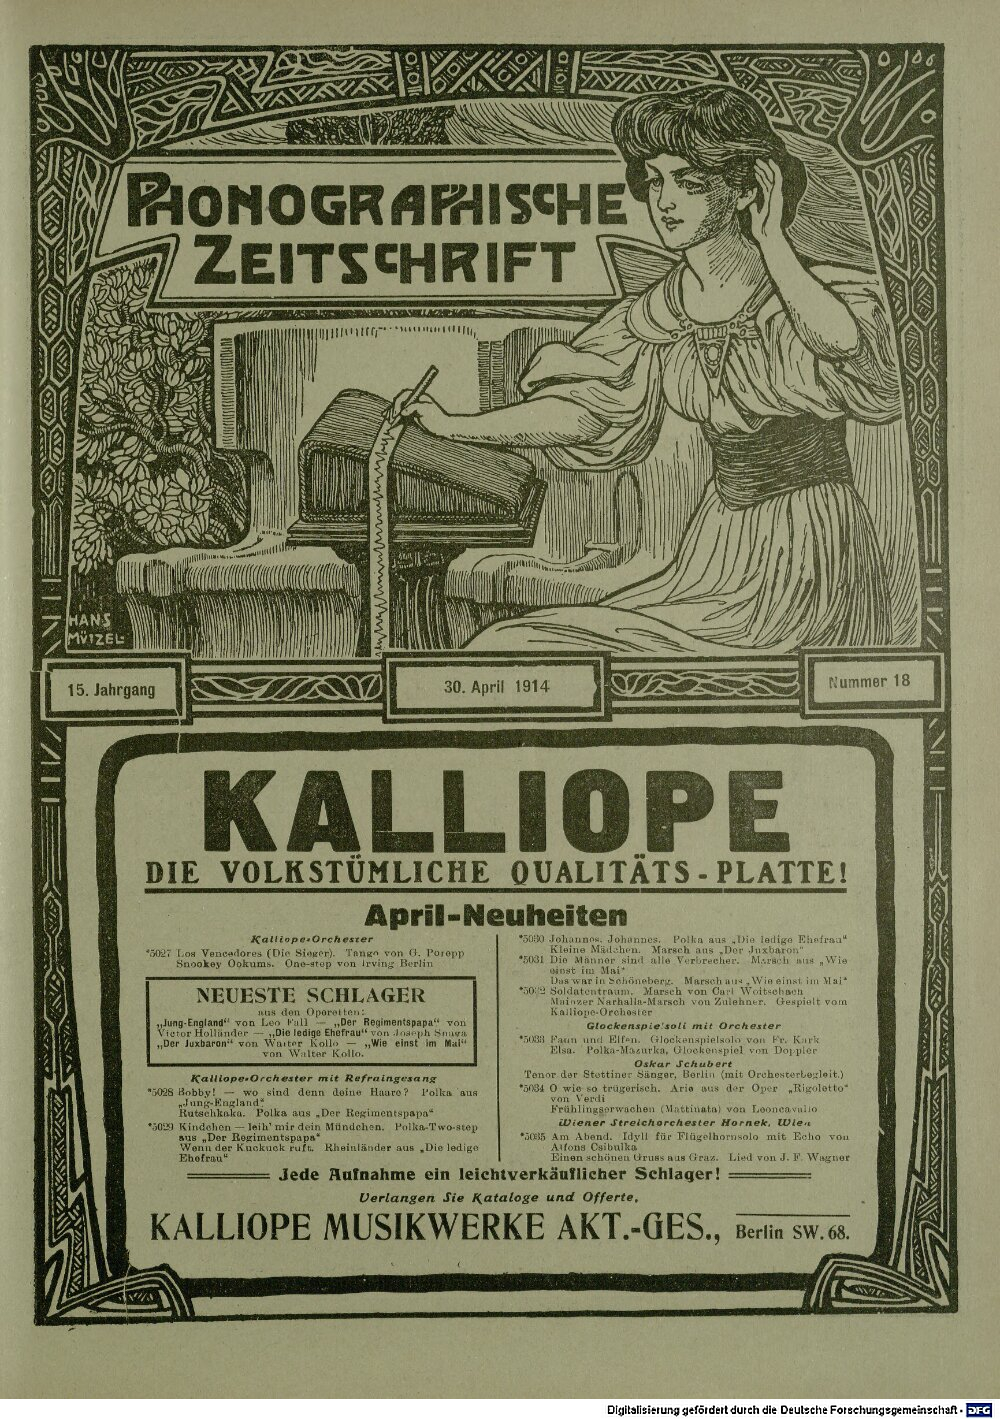 PHONOGRAPHISCHE
ZEITSCHRIFT
HANS
MÜTZEL
15. Jahrgang
30. April 1914
Nummer 18
KALLIOPE
DIE VOLKSTÜMLICHE QUALITÄTS-PLATTE!
April-Neuheiten
Kalliope-Orchester
*5027 Los Vencedores (Die Sieger). Tango von G. Porepp
Snookey Ookums. One-step von Irving Berlin
NEUESTE SCHLAGER
aus den Operetten:
„Jung-England“ von Leo Fall — „Der Regimentspapa“ von
Victor Holländer — „Die ledige Ehefrau“ von Joseph Snaga
„Der Juxbaron“ von Walter Kollo — „Wie einst im Mai“
von Walter Kollo.
Kalliope-Orchester mit Refraingesang
*5028 Bobby! — wo sind denn deine Haare? Polka aus
„Jung-England“
Rutschkaka. Polka aus „Der Regimentspapa“
*5029 Kindchen — leih' mir dein Mündchen. Polka-Two-step
aus „Der Regimentspapa“
Wenn der Kuckuck ruft. Rheinländer aus „Die ledige
Ehefrau“
*5030 Johannes, Johannes. Polka aus „Die ledige Ehefrau“
Kleine Mädchen. Marsch aus „Der Juxbaron“
*5031 Die Männer sind alle Verbrecher. Marsch aus „Wie
einst im Mai“
Das war in Schöneberg. Marsch aus „Wie einst im Mai“
*5032 Soldatentraum. Marsch von Carl Woitschach
Mainzer Narhalla-Marsch von Zulehner. Gespielt vom
Kalliope-Orchester
Glockenspielsoli mit Orchester
*5033 Faun und Elfen. Glockenspielsolo von Fr. Kark
Elsa. Polka-Mazurka, Glockenspiel von Doppler
Oskar Schubert
Tenor der Stettiner Sänger, Berlin (mit Orchesterbegleit.)
*5034 O wie so trügerisch. Arie aus der Oper „Rigoletto“
von Verdi
Frühlingserwachen (Mattinata) von Leoncavallo
Wiener Streichorchester Hornek, Wien
*5035 Am Abend. Idyll für Flügelhornsolo mit Echo von
Alfons Csibulka
Einen schönen Gruss aus Graz. Lied von J. F. Wagner
Jede Aufnahme ein leichtverkäuflicher Schlager!
Verlangen Sie Kataloge und Offerte,
KALLIOPE MUSIKWERKE AKT.-GES., Berlin SW. 68.
Digitalisierung gefördert durch die Deutsche Forschungsgemeinschaft - DFG